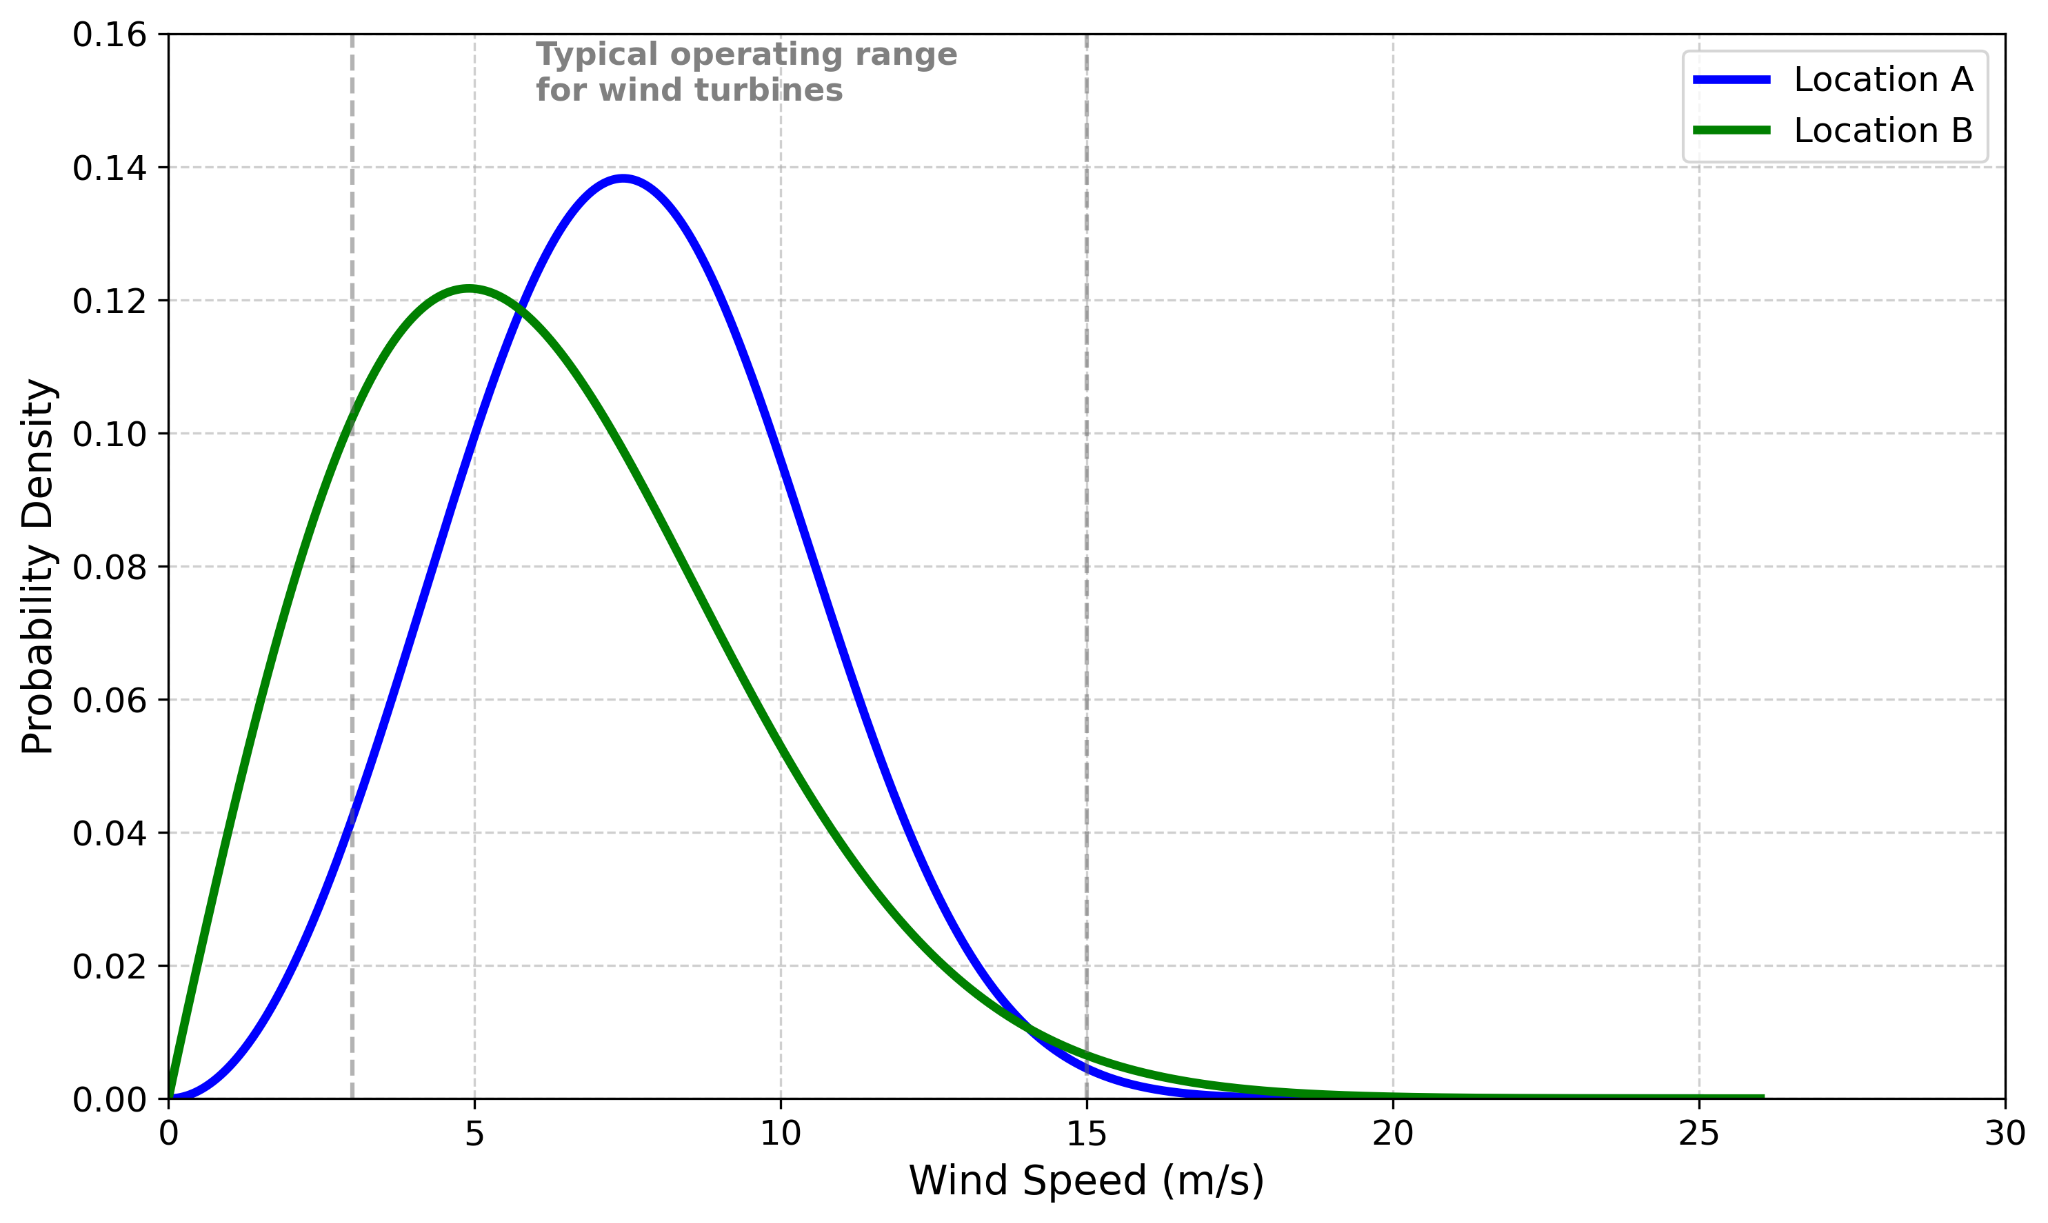 Typical operating range
for wind turbines
Location A
Location B
Probability Density
0.16
0.14
0.12
0.10
0.08
0.06
0.04
0.02
0.00
0 5 10 15 20 25 30
Wind Speed (m/s)